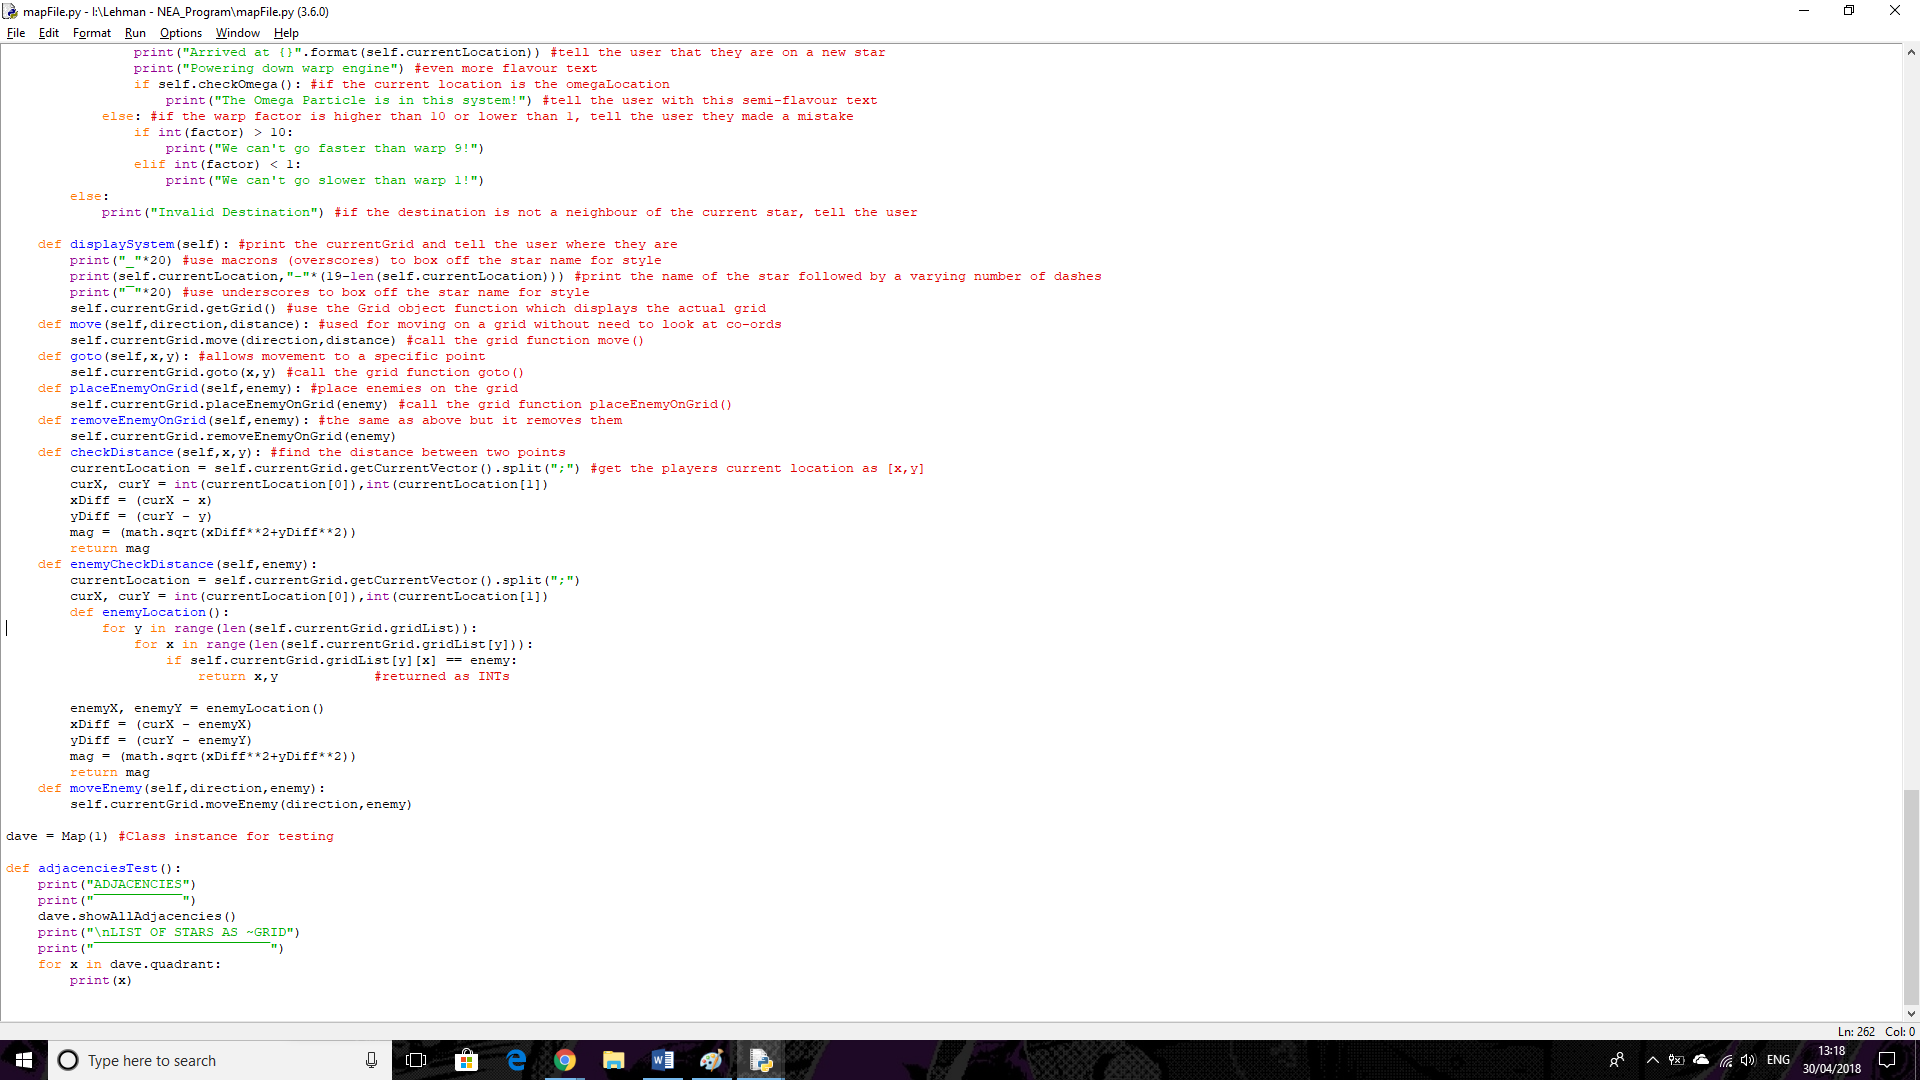 mapFile.py - I:\Lehman - NEA_Program\mapFile.py (3.6.0)
File Edit Format Run Options Window Help
                print("Arrived at {}".format(self.currentLocation)) #tell the user that they are on a new star
                print("Powering down warp engine") #even more flavour text
                if self.checkOmega(): #if the current location is the omegaLocation
                    print("The Omega Particle is in this system!") #tell the user with this semi-flavour text
            else: #if the warp factor is higher than 10 or lower than 1, tell the user they made a mistake
                if int(factor) > 10:
                    print("We can't go faster than warp 9!")
                elif int(factor) < 1:
                    print("We can't go slower than warp 1!")
        else:
            print("Invalid Destination") #if the destination is not a neighbour of the current star, tell the user

    def displaySystem(self): #print the currentGrid and tell the user where they are
        print("_"*20) #use macrons (overscores) to box off the star name for style
        print(self.currentLocation,"-"*(19-len(self.currentLocation))) #print the name of the star followed by a varying number of dashes
        print("¯"*20) #use underscores to box off the star name for style
        self.currentGrid.getGrid() #use the Grid object function which displays the actual grid
    def move(self,direction,distance): #used for moving on a grid without need to look at co-ords
        self.currentGrid.move(direction,distance) #call the grid function move()
    def goto(self,x,y): #allows movement to a specific point
        self.currentGrid.goto(x,y) #call the grid function goto()
    def placeEnemyOnGrid(self,enemy): #place enemies on the grid
        self.currentGrid.placeEnemyOnGrid(enemy) #call the grid function placeEnemyOnGrid()
    def removeEnemyOnGrid(self,enemy): #the same as above but it removes them
        self.currentGrid.removeEnemyOnGrid(enemy)
    def checkDistance(self,x,y): #find the distance between two points
        currentLocation = self.currentGrid.getCurrentVector().split(";") #get the players current location as [x,y]
        curX, curY = int(currentLocation[0]),int(currentLocation[1])
        xDiff = (curX - x)
        yDiff = (curY - y)
        mag = (math.sqrt(xDiff**2+yDiff**2))
        return mag
    def enemyCheckDistance(self,enemy):
        currentLocation = self.currentGrid.getCurrentVector().split(";")
        curX, curY = int(currentLocation[0]),int(currentLocation[1])
        def enemyLocation():
            for y in range(len(self.currentGrid.gridList)):
                for x in range(len(self.currentGrid.gridList[y])):
                    if self.currentGrid.gridList[y][x] == enemy:
                        return x,y            #returned as INTs

        enemyX, enemyY = enemyLocation()
        xDiff = (curX - enemyX)
        yDiff = (curY - enemyY)
        mag = (math.sqrt(xDiff**2+yDiff**2))
        return mag
    def moveEnemy(self,direction,enemy):
        self.currentGrid.moveEnemy(direction,enemy)

dave = Map(1) #Class instance for testing

def adjacenciesTest():
    print("ADJACENCIES")
    print("¯¯¯¯¯¯¯¯¯¯¯")
    dave.showAllAdjacencies()
    print("\nLIST OF STARS AS ~GRID")
    print("¯¯¯¯¯¯¯¯¯¯¯¯¯¯¯¯¯¯¯¯¯¯")
    for x in dave.quadrant:
        print(x)
Ln: 262 Col: 0
Type here to search
ENG
13:18
30/04/2018